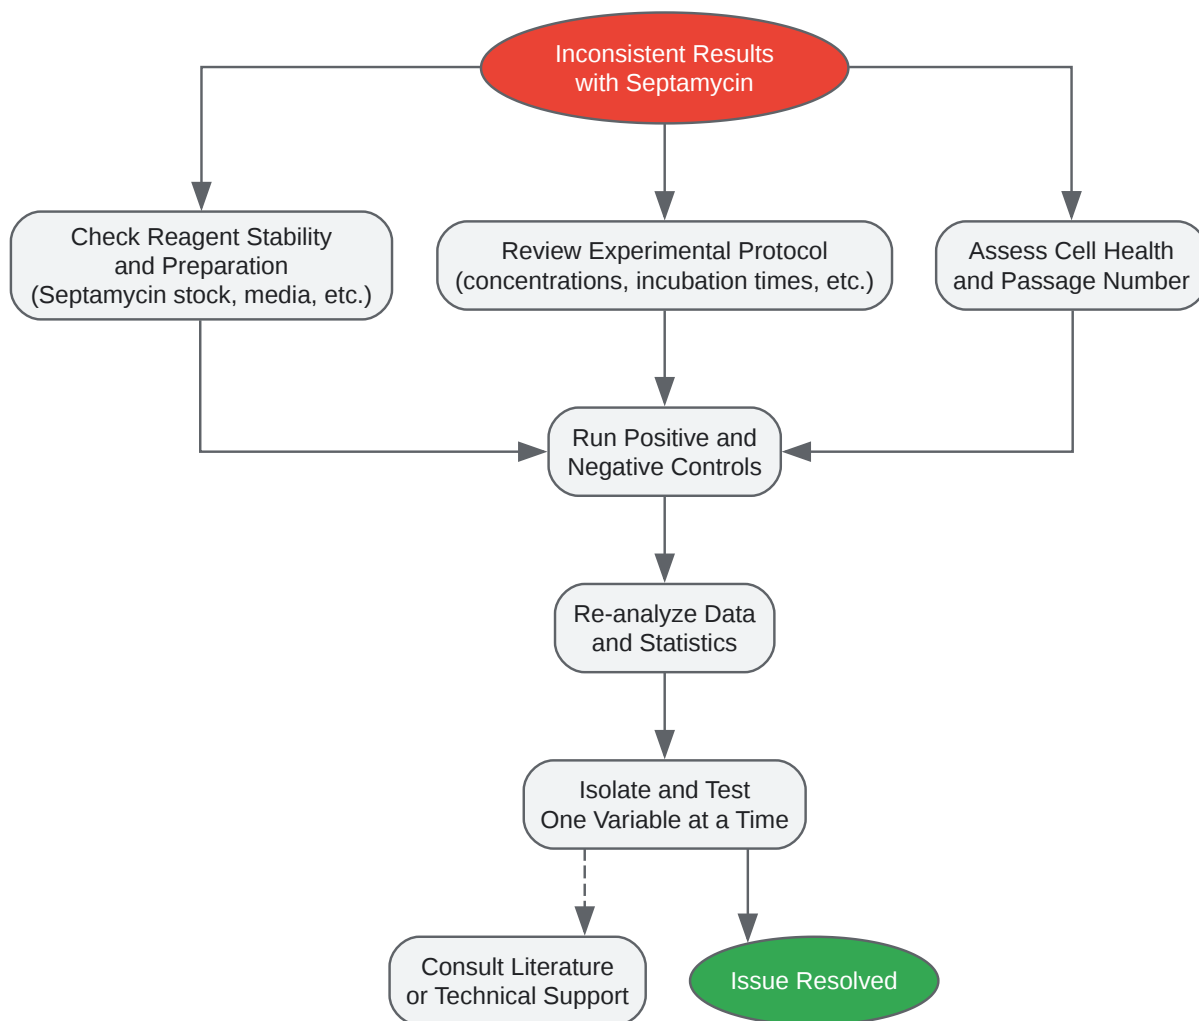 Inconsistent Results
with Septamycin
Check Reagent Stability
and Preparation
(Septamycin stock, media, etc.)
Review Experimental Protocol
(concentrations, incubation times, etc.)
Assess Cell Health
and Passage Number
Run Positive and
Negative Controls
Re-analyze Data
and Statistics
Isolate and Test
One Variable at a Time
Consult Literature
or Technical Support
Issue Resolved